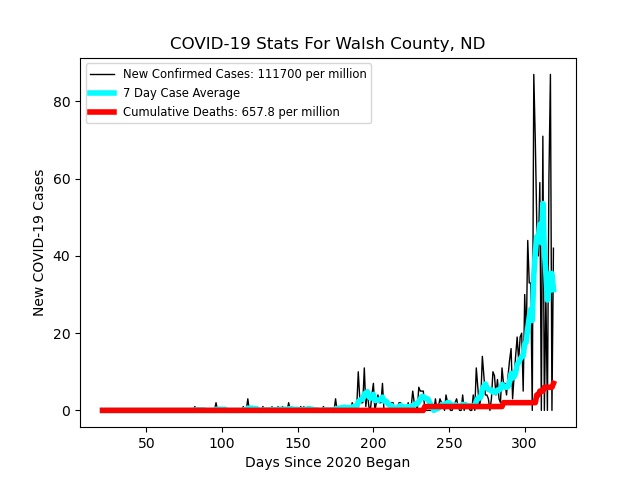 COVID-19 Stats For Walsh County, ND
New Confirmed Cases: 111700 per million
7 Day Case Average
Cumulative Deaths: 657.8 per million
New COVID-19 Cases
80
60
40
20
0
50 100 150 200 250 300
Days Since 2020 Began